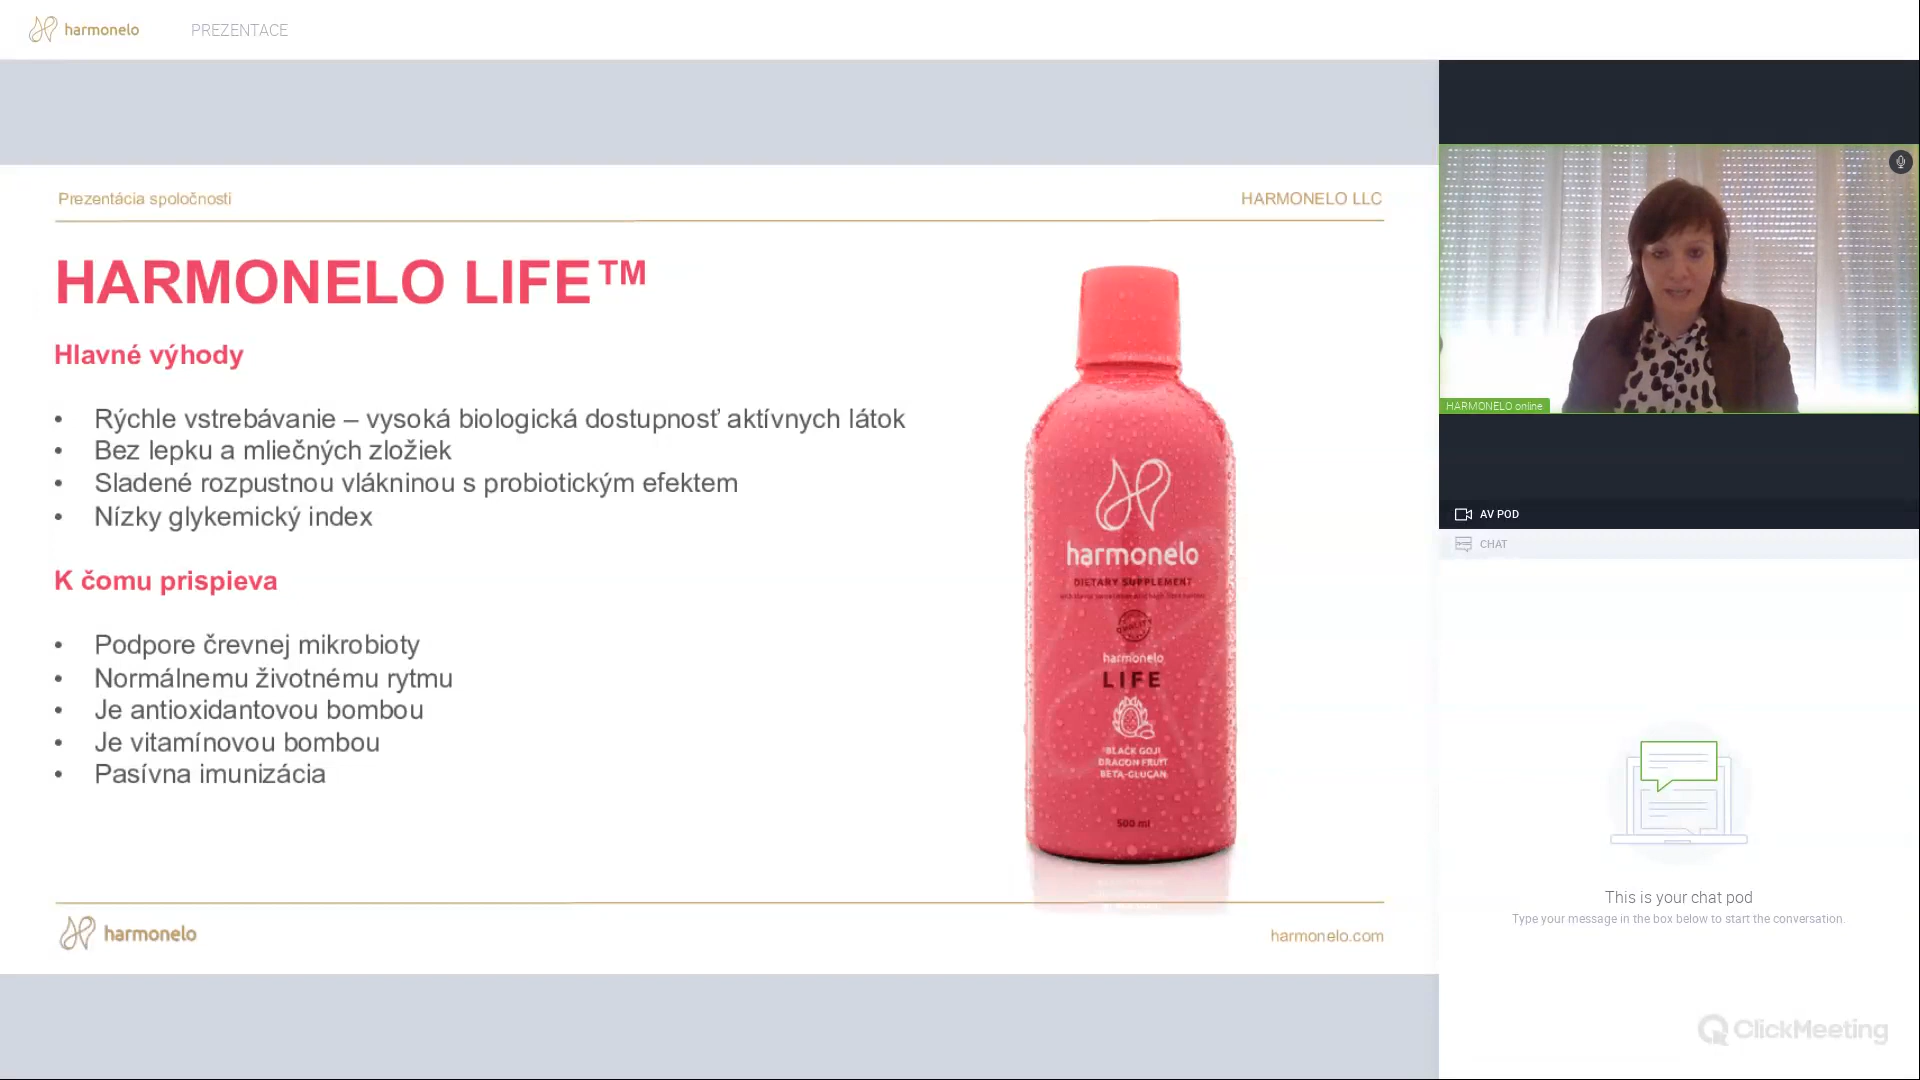 harmonelo
PREZENTACE
Prezentácia spoločnosti
HARMONELO LLC
HARMONELO LIFE™
Hlavné výhody
• Rýchle vstrebávanie – vysoká biologická dostupnosť aktívnych látok
• Bez lepku a mliečných zložiek
• Sladené rozpustnou vlákninou s probiotickým efektem
• Nízky glykemický index
K čomu prispieva
• Podpore črevnej mikrobioty
• Normálnemu životnému rytmu
• Je antioxidantovou bombou
• Je vitamínovou bombou
• Pasívna imunizácia
harmonelo
DIETARY SUPPLEMENT
QUALITY
harmonelo
LIFE
BLACK GOJI
DRAGON FRUIT
BETA-GLUCAN
500 ml
harmonelo
harmonelo.com
HARMONELO online
AV POD
CHAT
This is your chat pod
Type your message in the box below to start the conversation.
ClickMeeting